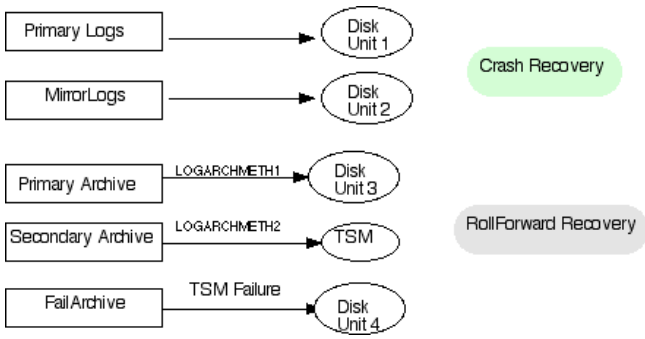 Primary Logs
Disk
Unit 1
Crash Recovery
MirrorLogs
Disk
Unit 2
Primary Archive
LOGARCHMETH1
Disk
Unit 3
Secondary Archive
LOGARCHMETH2
TSM
RollForward Recovery
FailArchive
TSM Failure
Disk
Unit 4